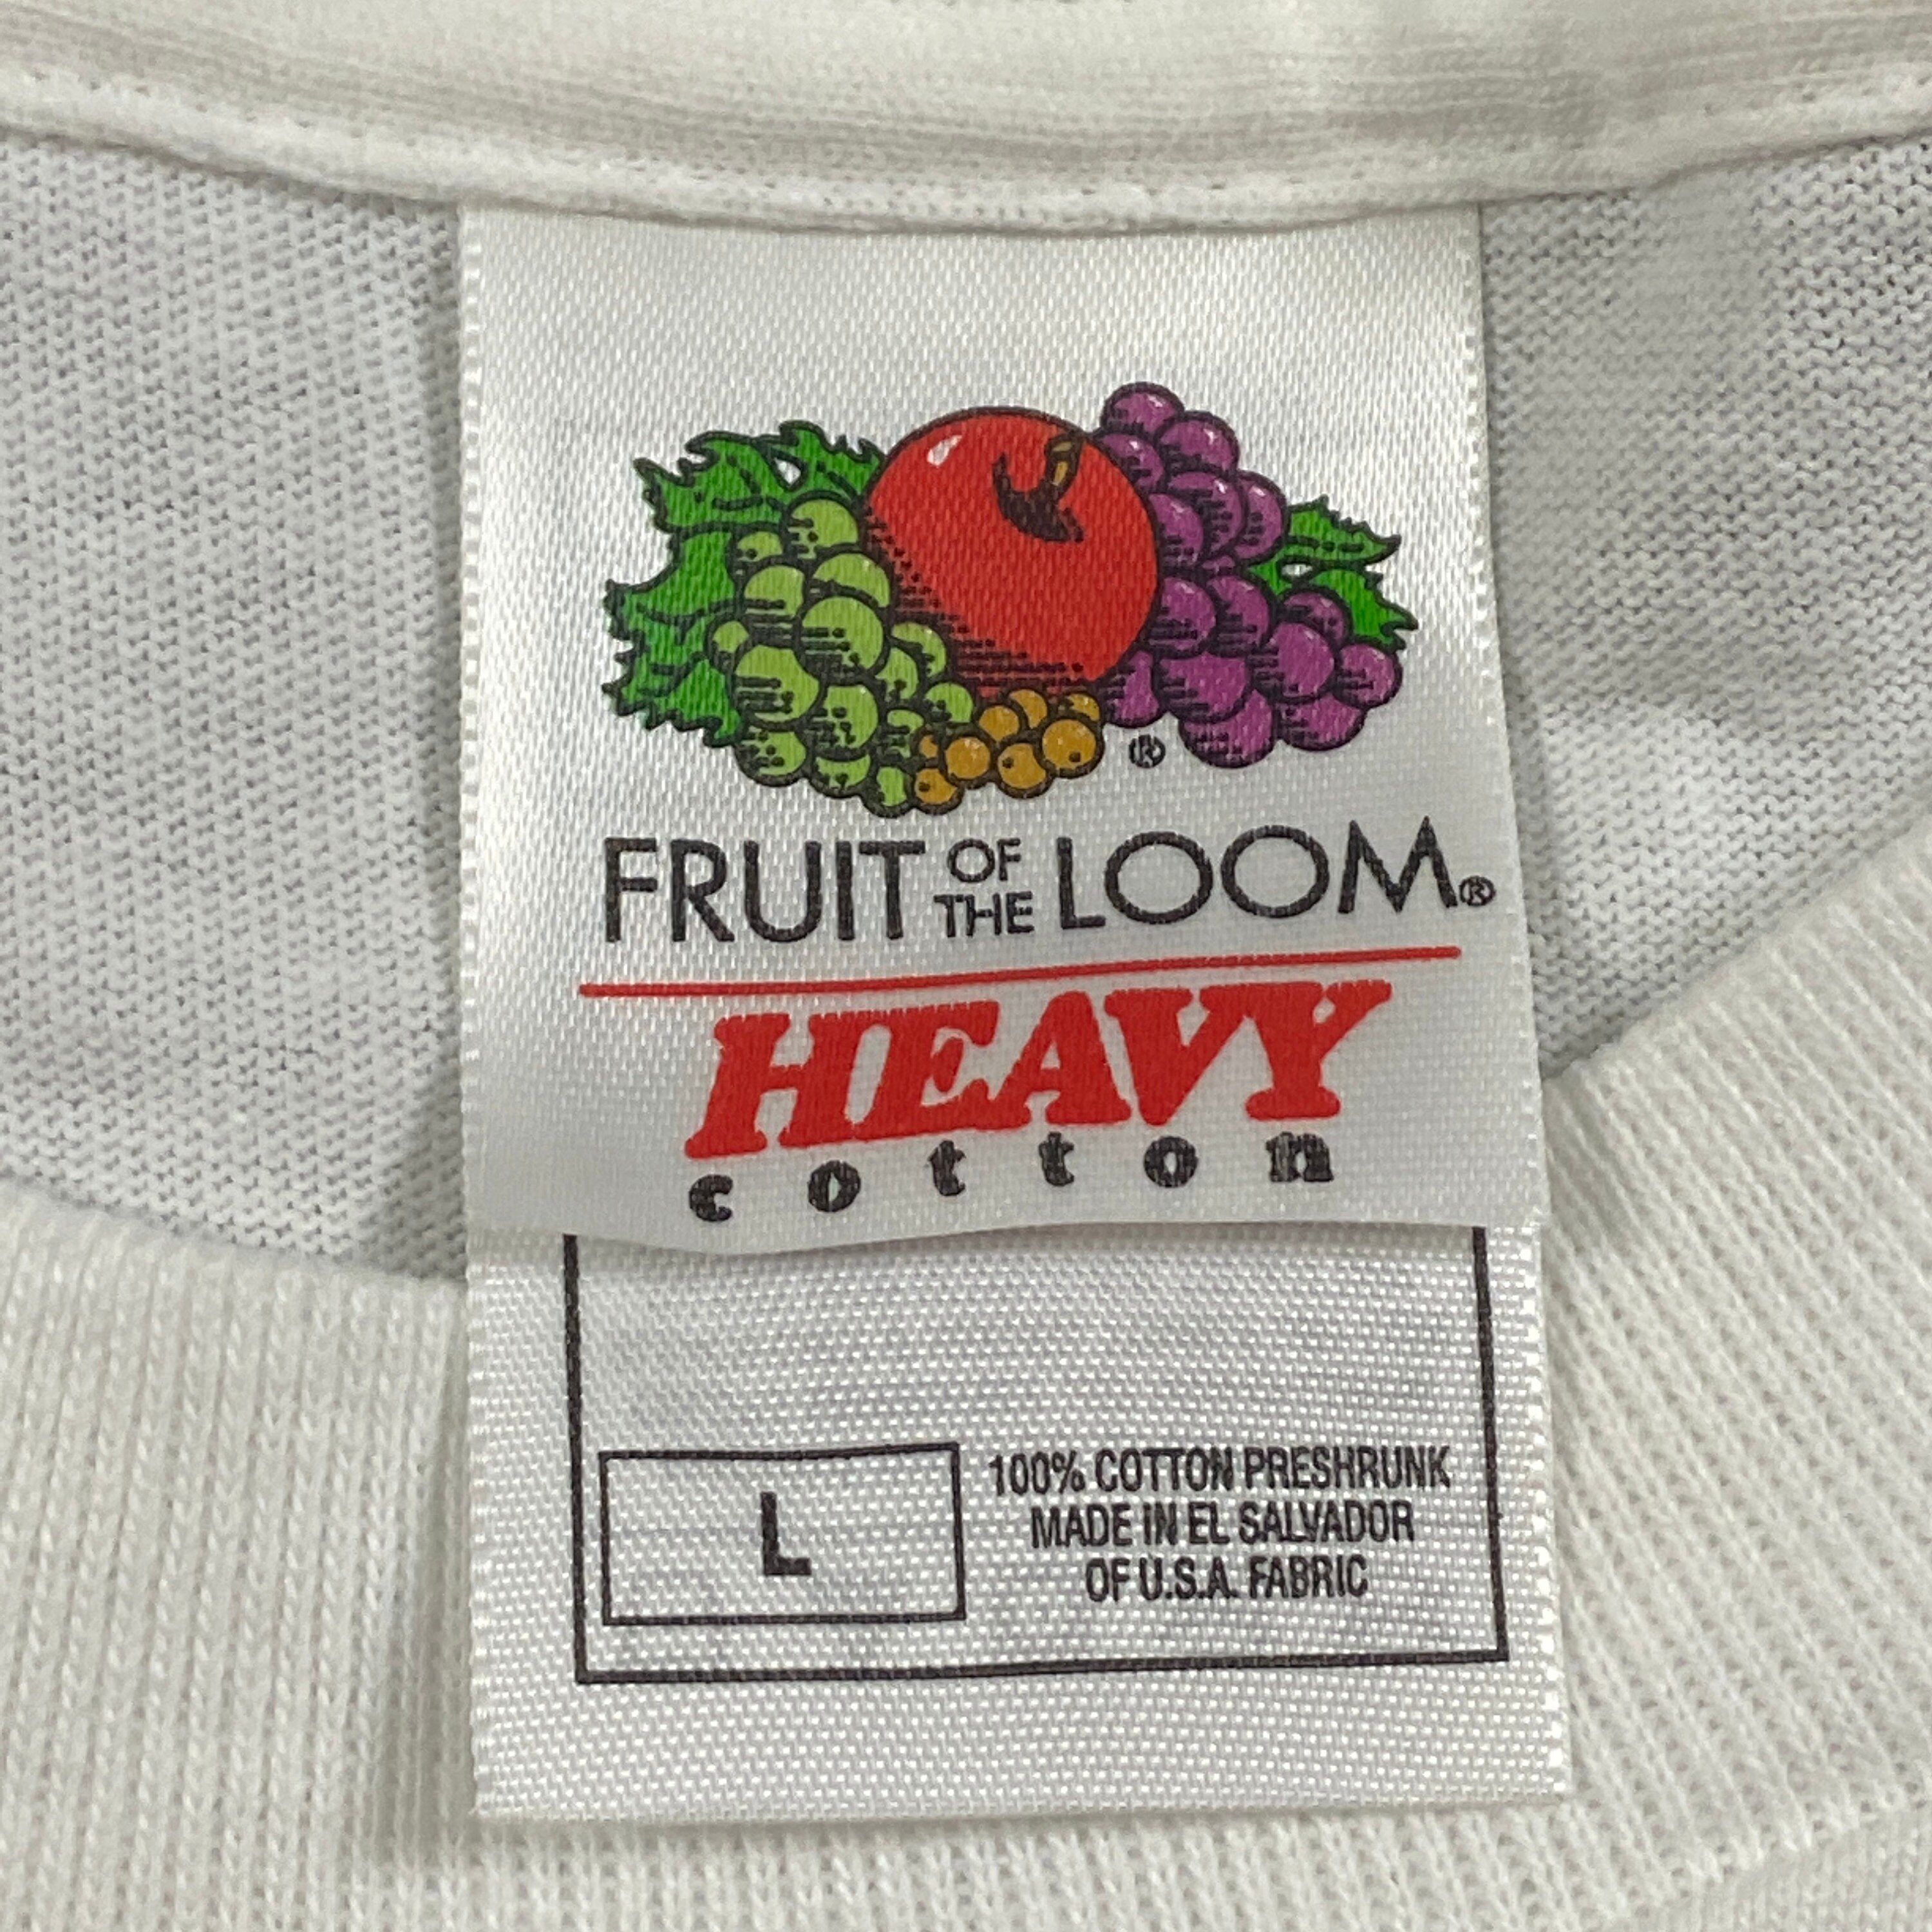 ®
FRUIT OF THE LOOM®
HEAVY
cotton
L
100% COTTON PRESHRUNK
MADE IN EL SALVADOR
OF U.S.A. FABRIC